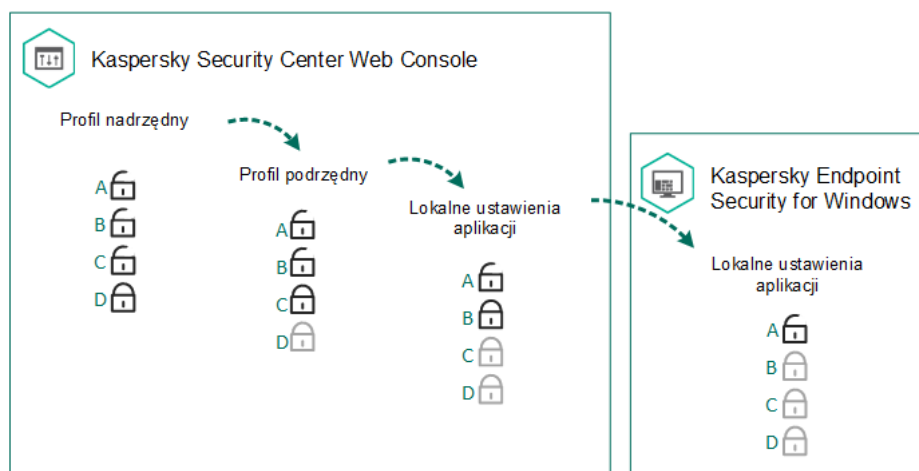 Kaspersky Security Center Web Console
Profil nadrzędny
A
B
C
D
Profil podrzędny
A
B
C
D
Lokalne ustawienia
aplikacji
A
B
C
D
Kaspersky Endpoint
Security for Windows
Lokalne ustawienia
aplikacji
A
B
C
D